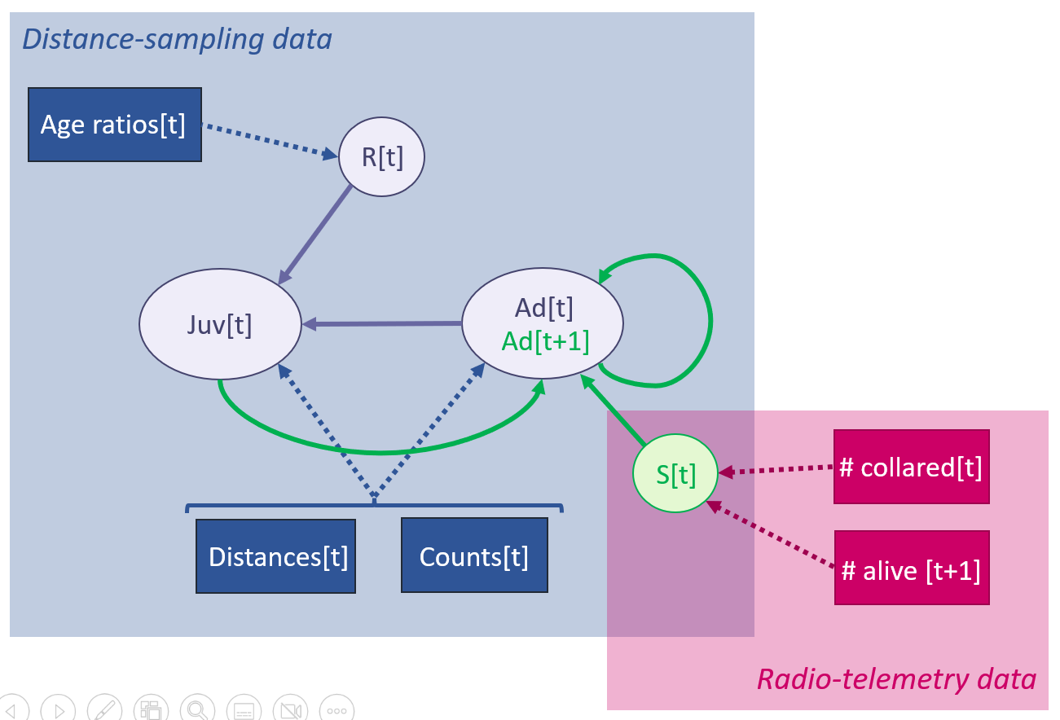 Distance-sampling data
Age ratios[t]
R[t]
Juv[t]
Ad[t]
Ad[t+1]
S[t]
# collared[t]
Distances[t]
Counts[t]
# alive [t+1]
Radio-telemetry data